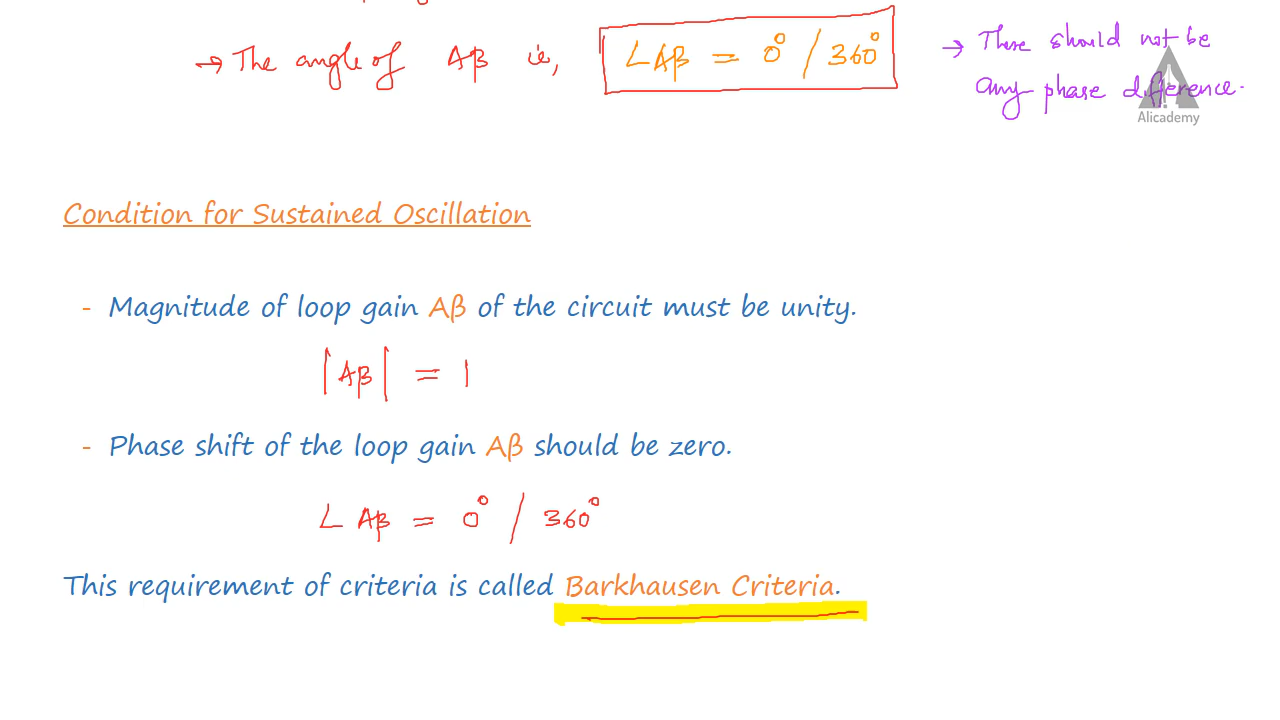 → The angle of Aβ ie, ∠Aβ = 0° / 360°
→ There should not be
any phase difference.
Alicademy
Condition for Sustained Oscillation
- Magnitude of loop gain Aβ of the circuit must be unity.
|Aβ| = 1
- Phase shift of the loop gain Aβ should be zero.
∠ Aβ = 0° / 360°
This requirement of criteria is called Barkhausen Criteria.